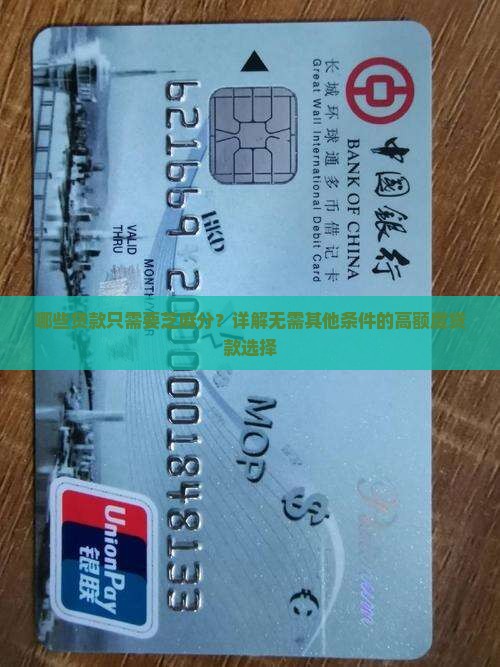 中国银行
BANK OF CHINA
长城环球通多币借记卡
Great Wall International Debit Card
HKD
621669 2000001848133
VALID
THRU
哪些贷款只需要芝麻分？详解无需其他条件的高额度贷
款选择
MOP
$
€
UnionPay
银联